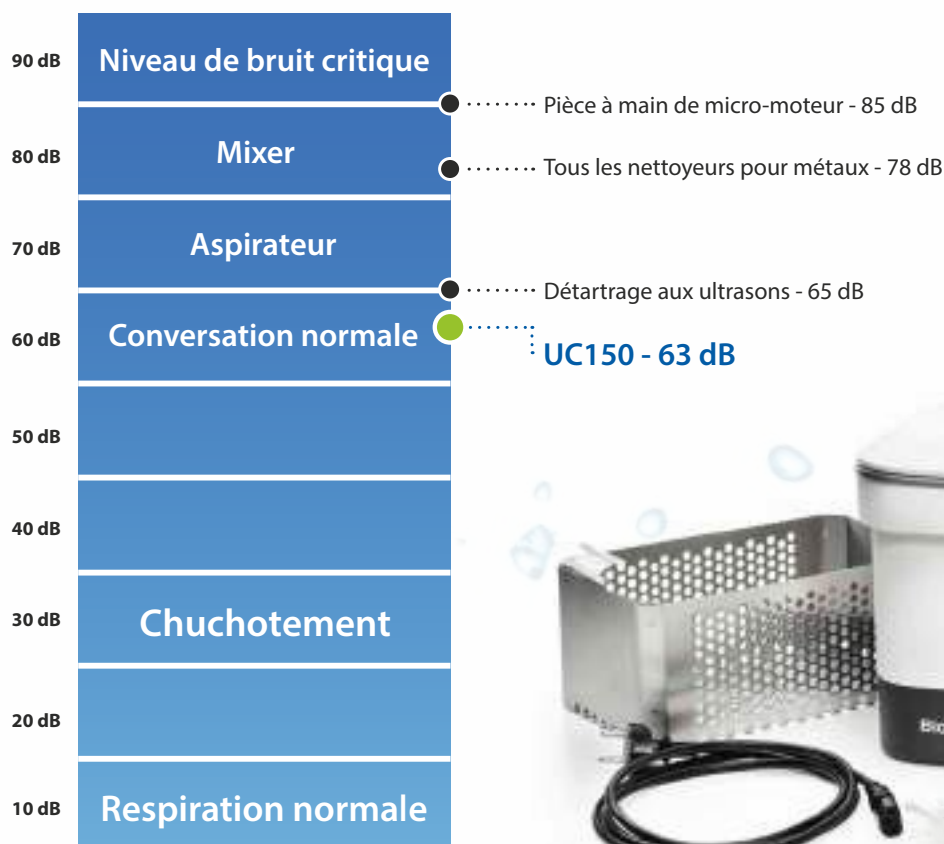 90 dB Niveau de bruit critique
Pièce à main de micro-moteur - 85 dB
80 dB Mixer
Tous les nettoyeurs pour métaux - 78 dB
70 dB Aspirateur
Détartrage aux ultrasons - 65 dB
60 dB Conversation normale
UC150 - 63 dB
50 dB
40 dB
30 dB Chuchotement
20 dB
10 dB Respiration normale